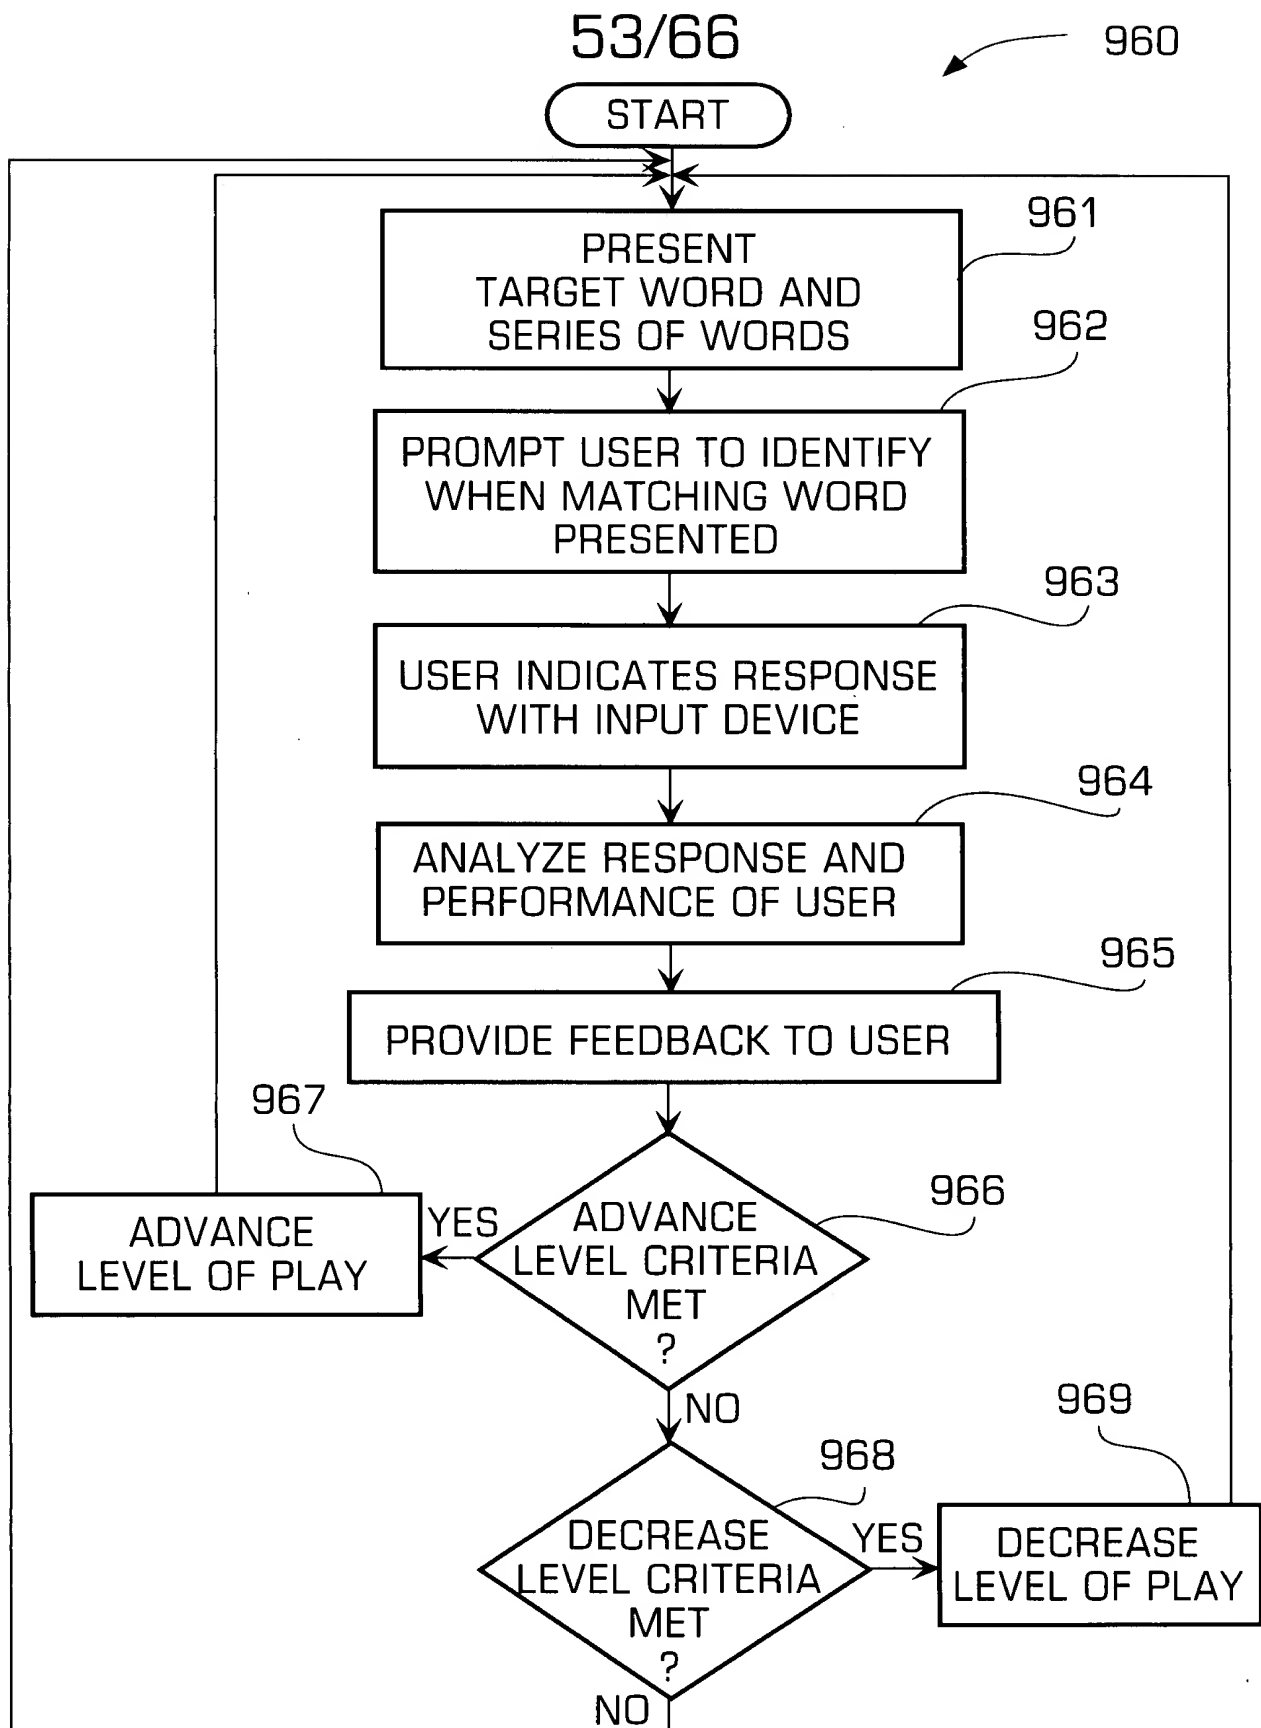 53/66
960
START
961
PRESENT
TARGET WORD AND
SERIES OF WORDS
962
PROMPT USER TO IDENTIFY
WHEN MATCHING WORD
PRESENTED
963
USER INDICATES RESPONSE
WITH INPUT DEVICE
964
ANALYZE RESPONSE AND
PERFORMANCE OF USER
965
PROVIDE FEEDBACK TO USER
967
966
ADVANCE
LEVEL OF PLAY
YES
ADVANCE
LEVEL CRITERIA
MET
?
NO
969
968
DECREASE
LEVEL CRITERIA
MET
?
YES
DECREASE
LEVEL OF PLAY
NO